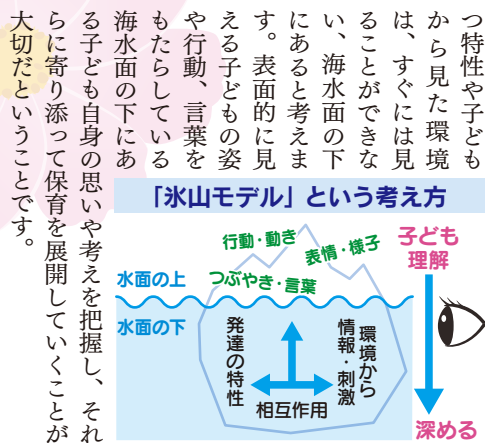 つ特性や子ども
から見た環境
は、すぐには見
ることができな
い、海水面の下
にあると考えま
す。表面的に見
える子どもの姿
や行動、言葉を
もたらしている
海水面の下にあ
る子ども自身の思いや考えを把握し、それ
らに寄り添って保育を展開していくことが
大切だということです。
「氷山モデル」という考え方
行動・動き
表情・様子
つぶやき・言葉
水面の上
水面の下
発達の特性
環境から
情報・刺激
相互作用
子ども
理解
深める